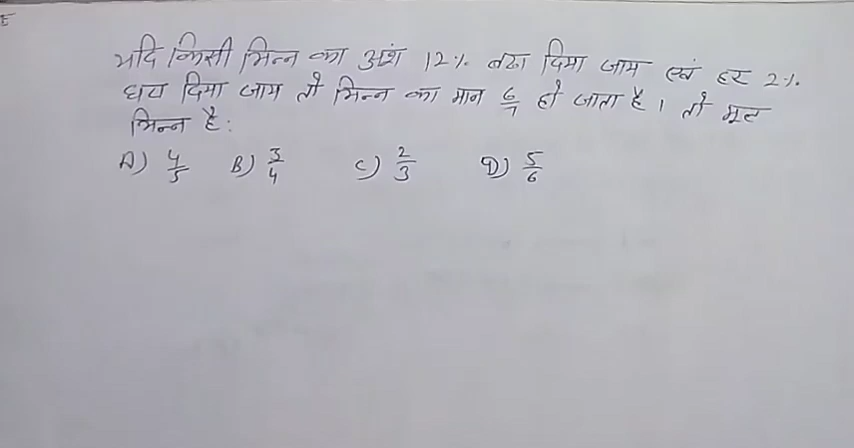 यदि किसी भिन्न का अंश 12% बढा दिया जाय एवं हर 2%
घटा दिया जाय तो भिन्न का मान 6/7 हो जाता है। तो मूल
भिन्न है:
A) 4/5 B) 3/4 C) 2/3 D) 5/6